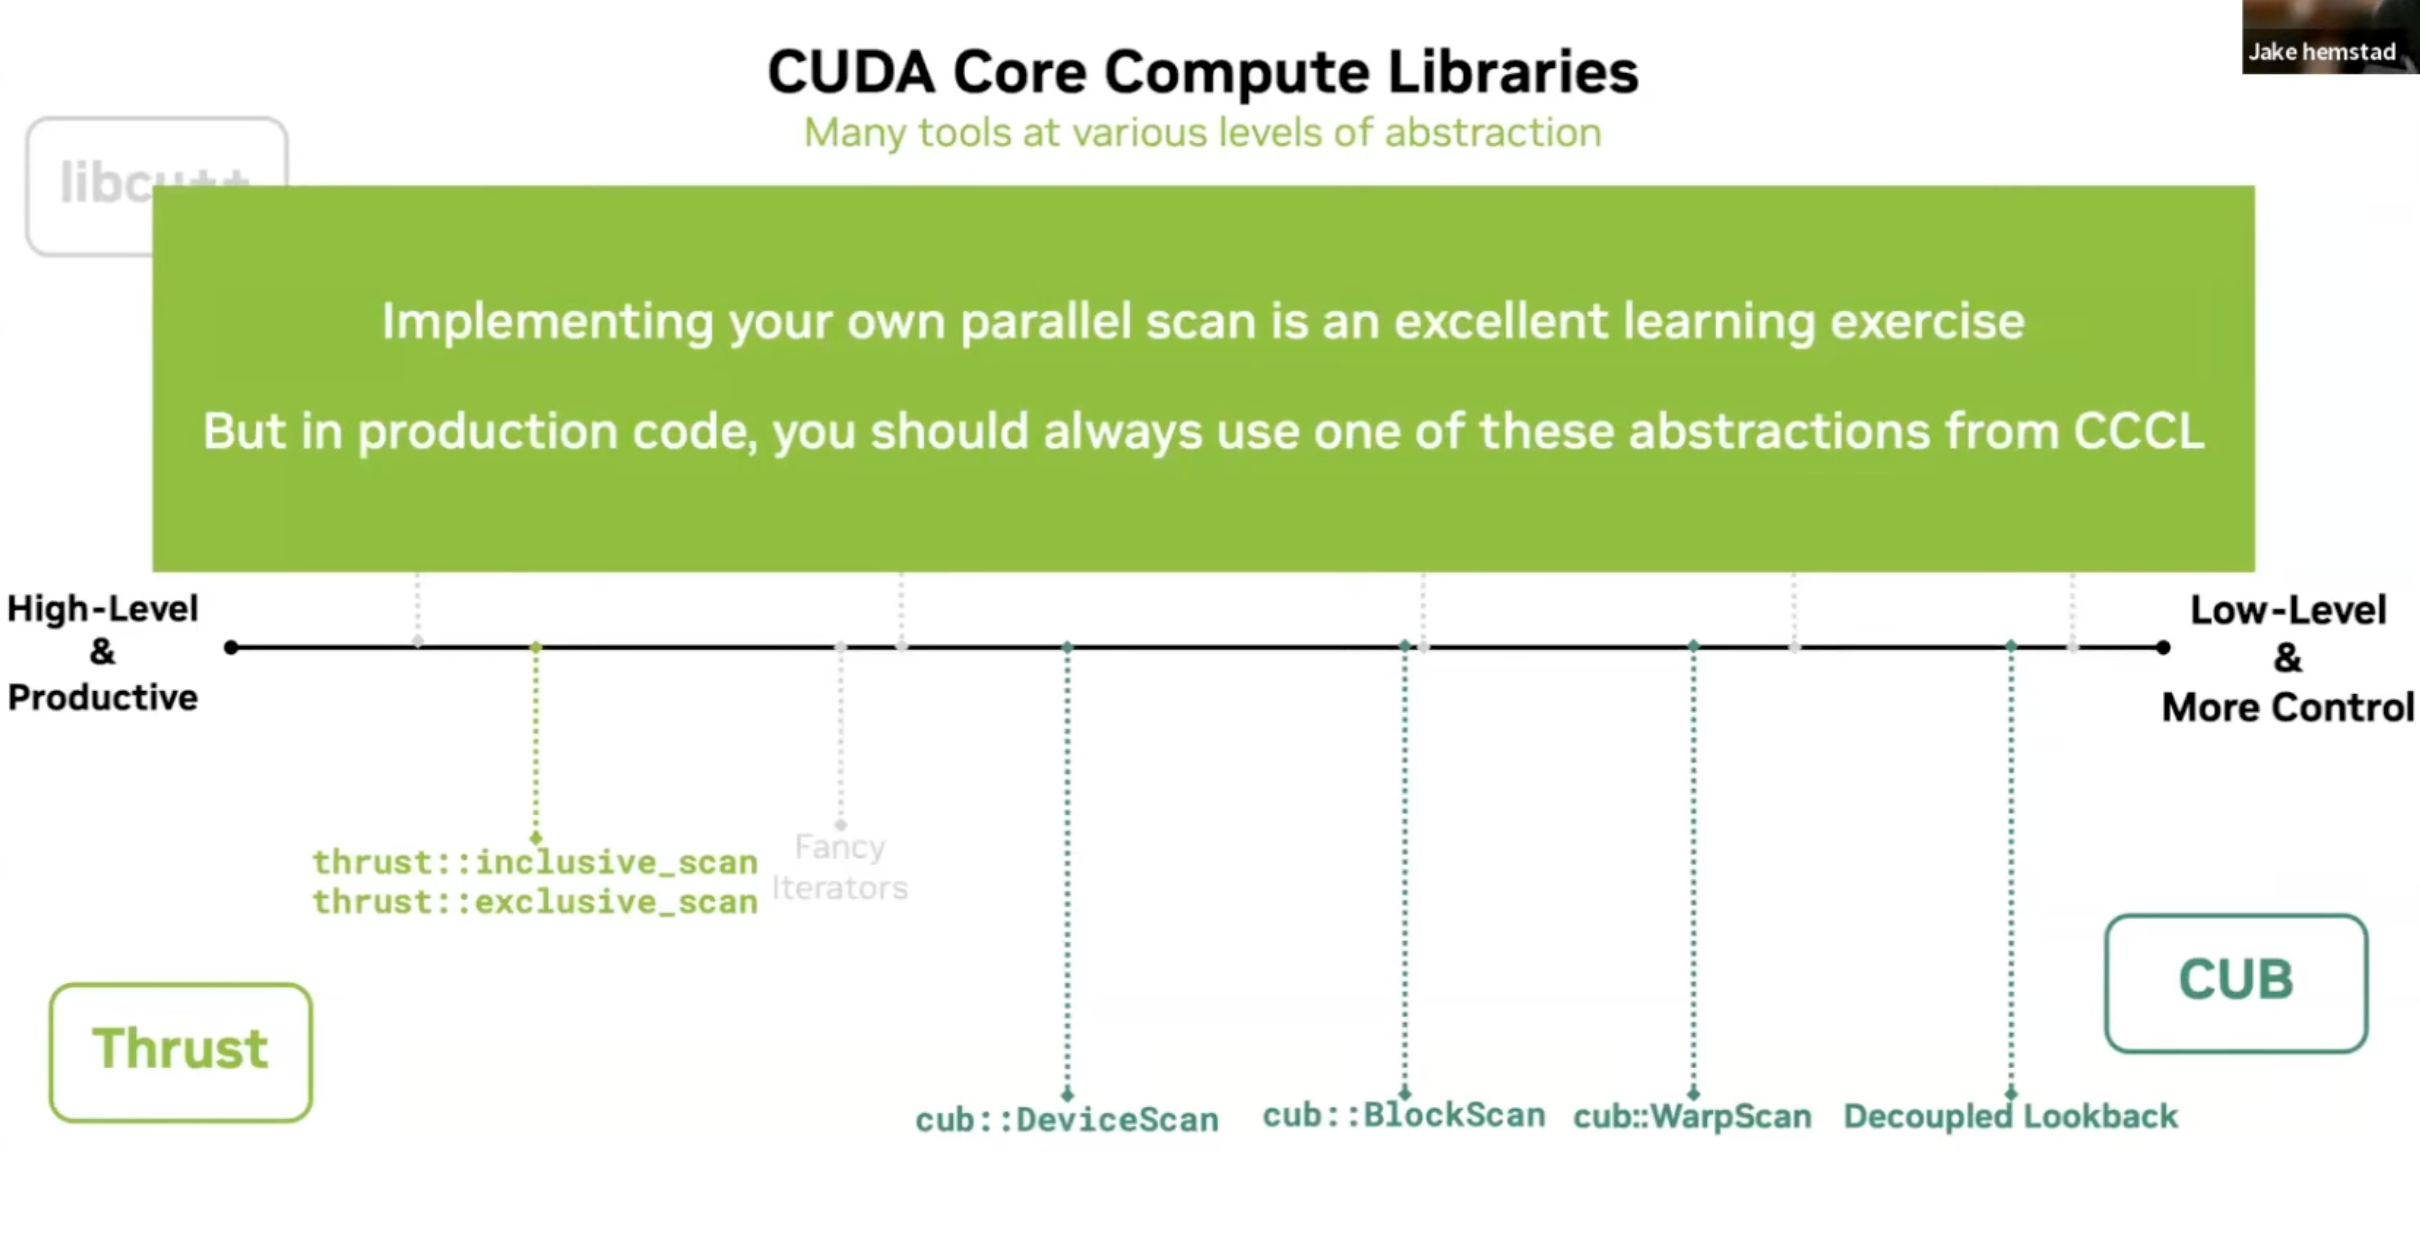 Jake hemstad
CUDA Core Compute Libraries
Many tools at various levels of abstraction
libcu++
Implementing your own parallel scan is an excellent learning exercise
But in production code, you should always use one of these abstractions from CCCL
High-Level
&
Productive
Low-Level
&
More Control
thrust::inclusive_scan
thrust::exclusive_scan
Fancy
Iterators
Thrust
CUB
cub::DeviceScan
cub::BlockScan
cub::WarpScan
Decoupled Lookback